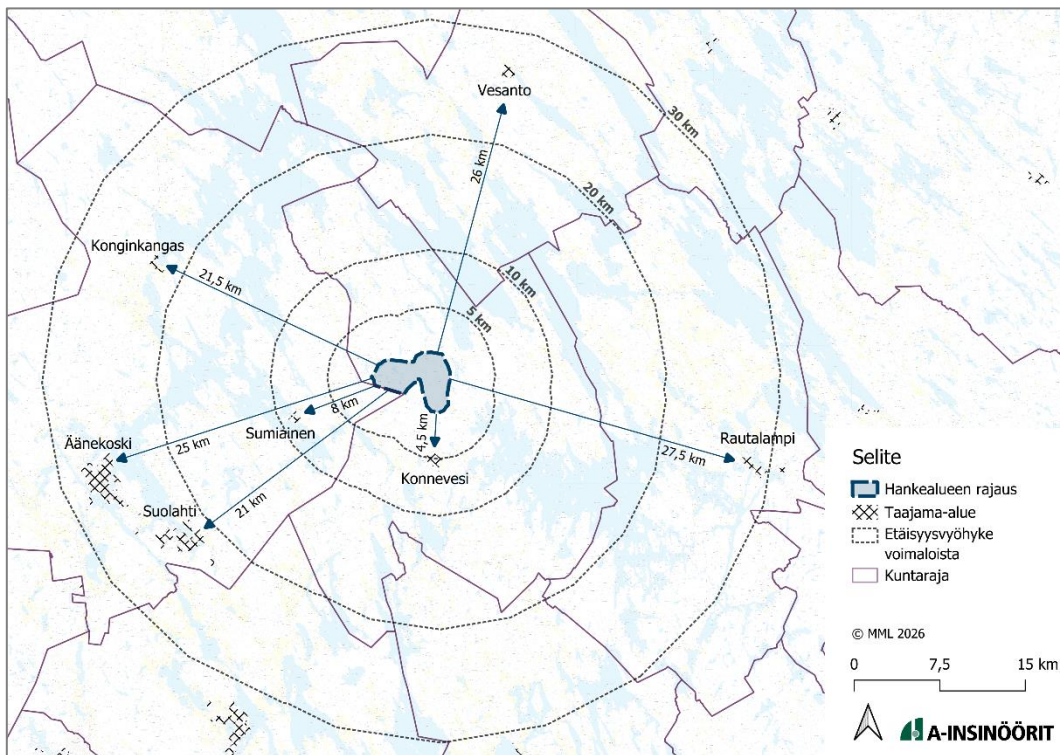 Vesanto
30 km
26 km
20 km
Konginkangas
21,5 km
10 km
5 km
8 km
Sumiainen
25 km
Äänekoski
4,5 km
Rautalampi
27,5 km
Konnevesi
21 km
Suolahti
Selite
Hankealueen rajaus
Taajama-alue
Etäisyysvyöhyke
voimaloista
Kuntaraja
© MML 2026
0 7,5 15 km
A-INSINÖÖRIT